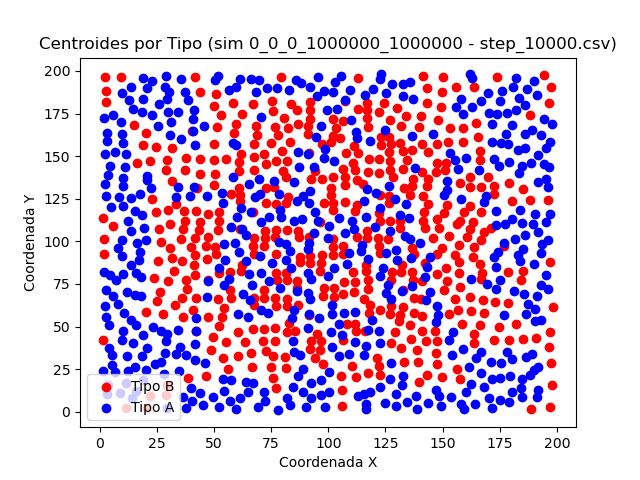 Centroides por Tipo (sim 0_0_0_1000000_1000000 - step_10000.csv)
200
175
150
125
100
75
50
25
0
Coordenada Y
Tipo B
Tipo A
0 25 50 75 100 125 150 175 200
Coordenada X